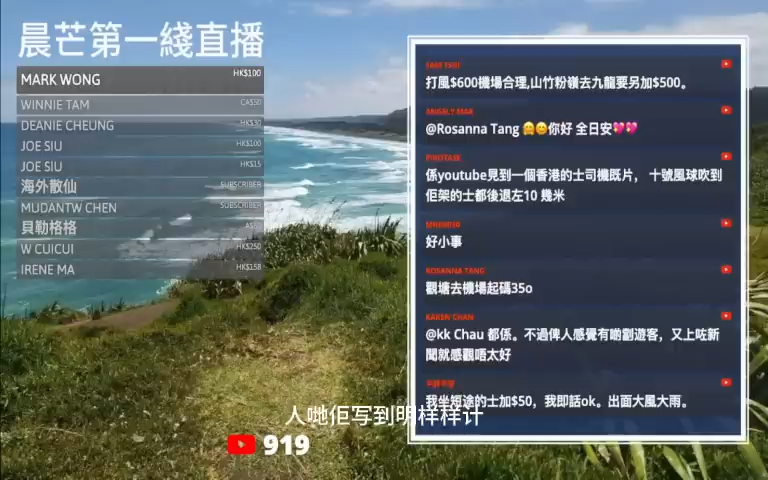 晨芒第一綫直播
MARK WONG HK$100
WINNIE TAM CA$50
DEANIE CHEUNG HK$30
JOE SIU HK$100
JOE SIU HK$15
海外散仙 SUBSCRIBER
MUDANTW CHEN SUBSCRIBER
貝勒格格
W CUICUI HK$250
IRENE MA HK$158
打風$600機場合理,山竹粉嶺去九龍要另加$500。
@Rosanna Tang 🤗😊你好 全日安💖💖
係youtube見到一個香港的士司機既片， 十號風球吹到
佢架的士都後退左10 幾米
好小事
ROSANNA TANG
觀塘去機場起碼35o
KAREN CHAN
@kk Chau 都係。不過俾人感覺有啲劏遊客，又上咗新
聞就感觀唔太好
我坐短途的士加$50，我即話ok。出面大風大雨。
人哋佢写到明样样计
919